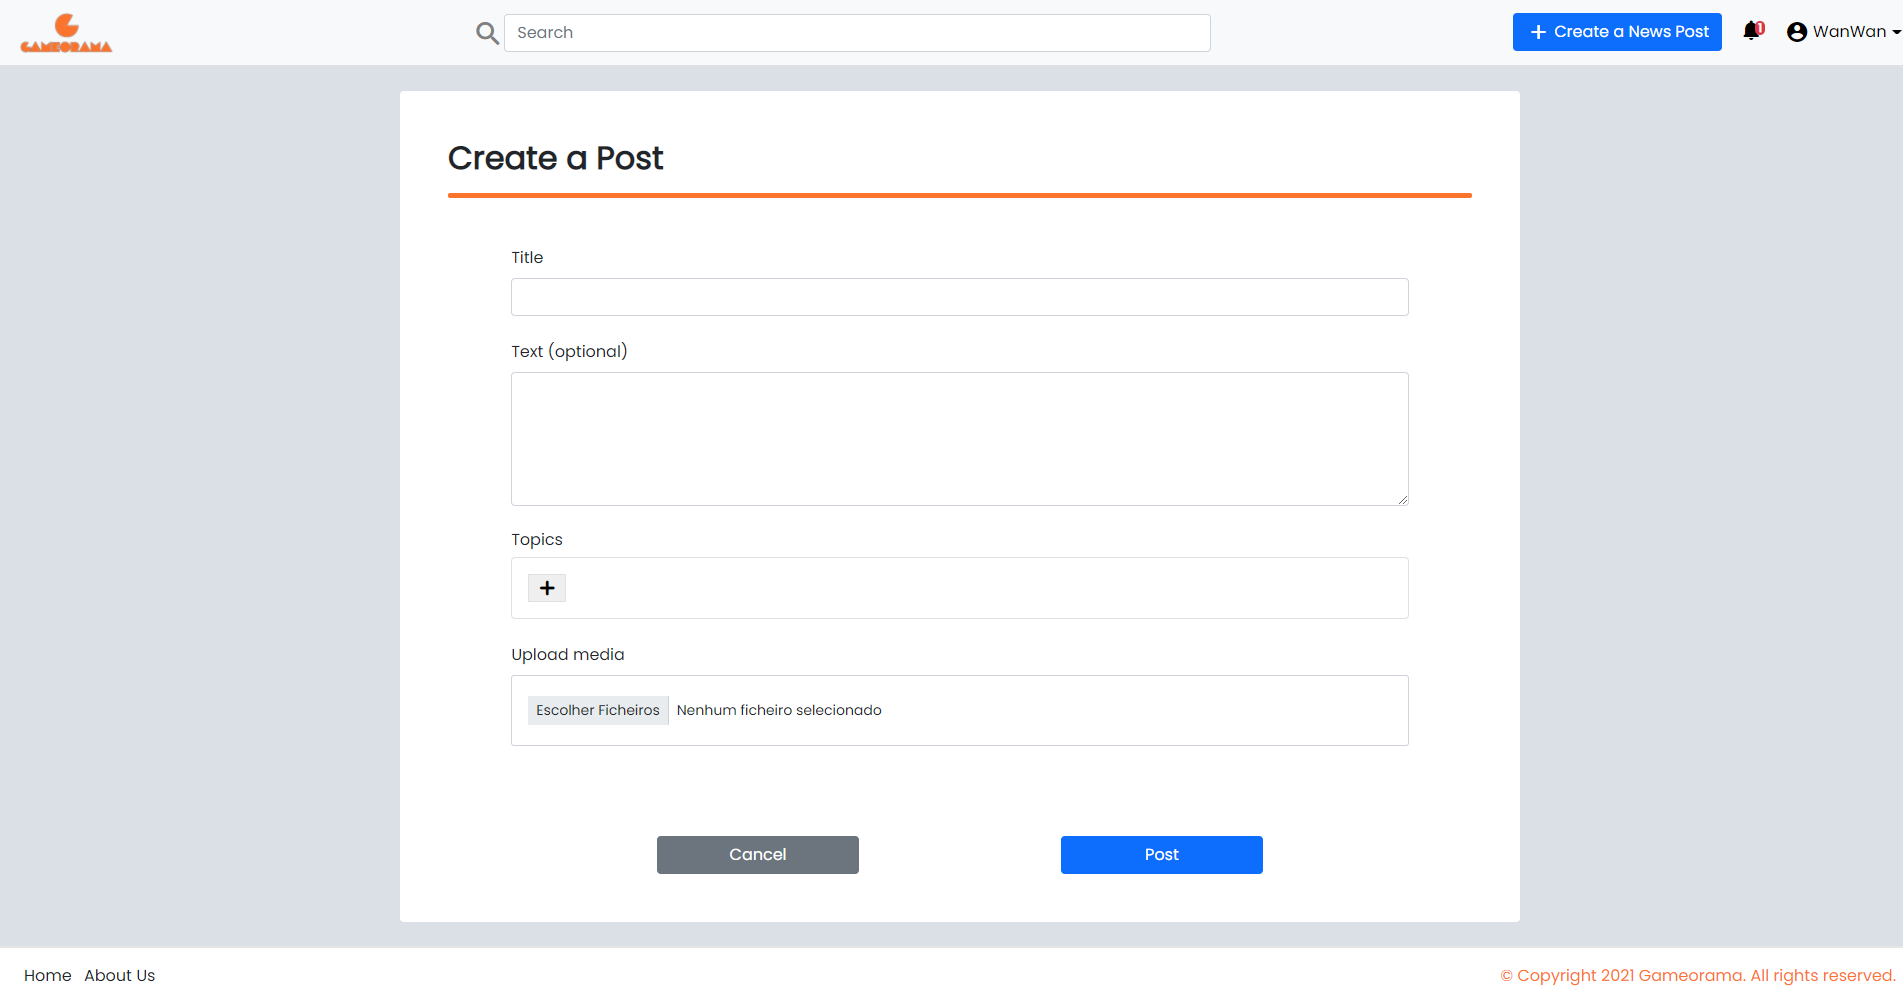 GAMEORAMA
Search
Create a News Post
1
WanWan
Create a Post
Title
Text (optional)
Topics
Upload media
Escolher Ficheiros Nenhum ficheiro selecionado
Cancel
Post
Home About Us
© Copyright 2021 Gameorama. All rights reserved.